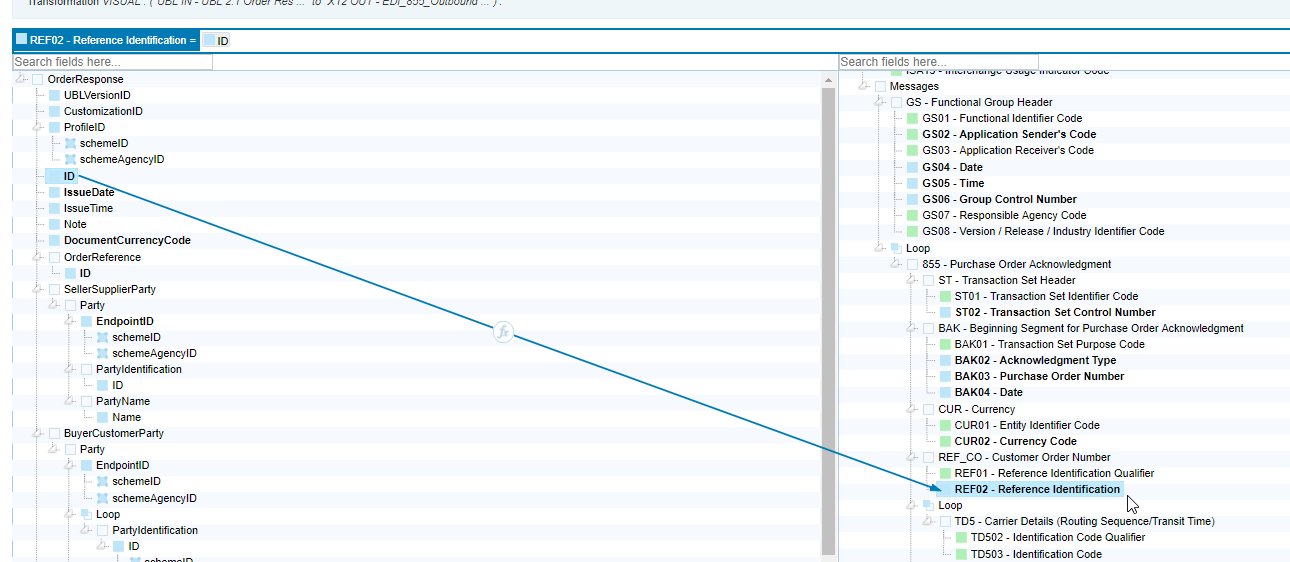 Transformation VISUAL : ( UBL IN - UBL 2.1 Order Res ... to X12 OUT - EDI_855_Outbound ... ) .
REF02 - Reference Identification = ID
Search fields here...
OrderResponse
UBLVersionID
CustomizationID
ProfileID
schemeID
schemeAgencyID
ID
IssueDate
IssueTime
Note
DocumentCurrencyCode
OrderReference
ID
SellerSupplierParty
Party
EndpointID
schemeID
schemeAgencyID
PartyIdentification
ID
PartyName
Name
BuyerCustomerParty
Party
EndpointID
schemeID
schemeAgencyID
Loop
PartyIdentification
ID
schemeID
fx
Search fields here...
ISA15 - Interchange Usage Indicator Code
Messages
GS - Functional Group Header
GS01 - Functional Identifier Code
GS02 - Application Sender's Code
GS03 - Application Receiver's Code
GS04 - Date
GS05 - Time
GS06 - Group Control Number
GS07 - Responsible Agency Code
GS08 - Version / Release / Industry Identifier Code
Loop
855 - Purchase Order Acknowledgment
ST - Transaction Set Header
ST01 - Transaction Set Identifier Code
ST02 - Transaction Set Control Number
BAK - Beginning Segment for Purchase Order Acknowledgment
BAK01 - Transaction Set Purpose Code
BAK02 - Acknowledgment Type
BAK03 - Purchase Order Number
BAK04 - Date
CUR - Currency
CUR01 - Entity Identifier Code
CUR02 - Currency Code
REF_CO - Customer Order Number
REF01 - Reference Identification Qualifier
REF02 - Reference Identification
Loop
TD5 - Carrier Details (Routing Sequence/Transit Time)
TD502 - Identification Code Qualifier
TD503 - Identification Code